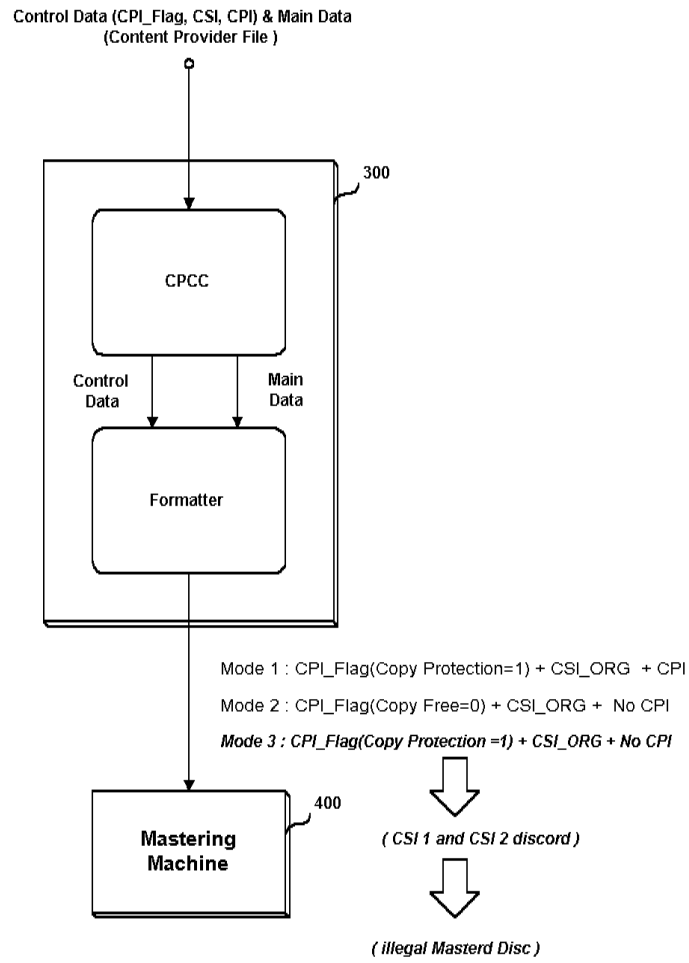 Control Data (CPI_Flag, CSI, CPI) & Main Data
(Content Provider File )
300
CPCC
Control
Data
Main
Data
Formatter
Mode 1 : CPI_Flag(Copy Protection=1) + CSI_ORG + CPI
Mode 2 : CPI_Flag(Copy Free=0) + CSI_ORG + No CPI
Mode 3 : CPI_Flag(Copy Protection =1) + CSI_ORG + No CPI
400
Mastering
Machine
( CSI 1 and CSI 2 discord )
( illegal Masterd Disc )